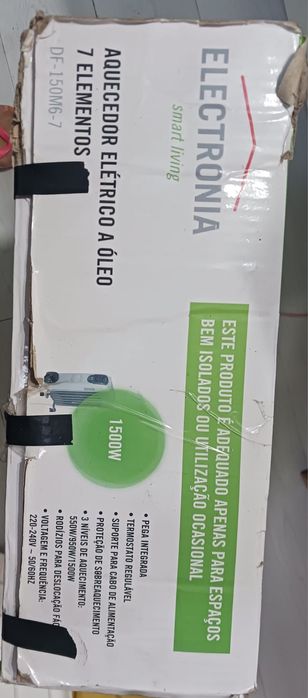 ELECTRONIA
smart living
AQUECEDOR ELÉTRICO A ÓLEO
7 ELEMENTOS
DF-150M6-7
ESTE PRODUTO É ADEQUADO APENAS PARA ESPAÇOS
BEM ISOLADOS OU UTILIZAÇÃO OCASIONAL
1500W
• PEGA INTEGRADA
• TERMOSTATO REGULÁVEL
• SUPORTE PARA CABO DE ALIMENTAÇÃO
• PROTEÇÃO DE SOBREAQUECIMENTO
• 3 NÍVEIS DE AQUECIMENTO:
550W/950W/1500W
• RODÍZIOS PARA DESLOCAÇÃO
• VOLTAGEM E FREQUÊNCIA:
220-240V ~ 50/60HZ